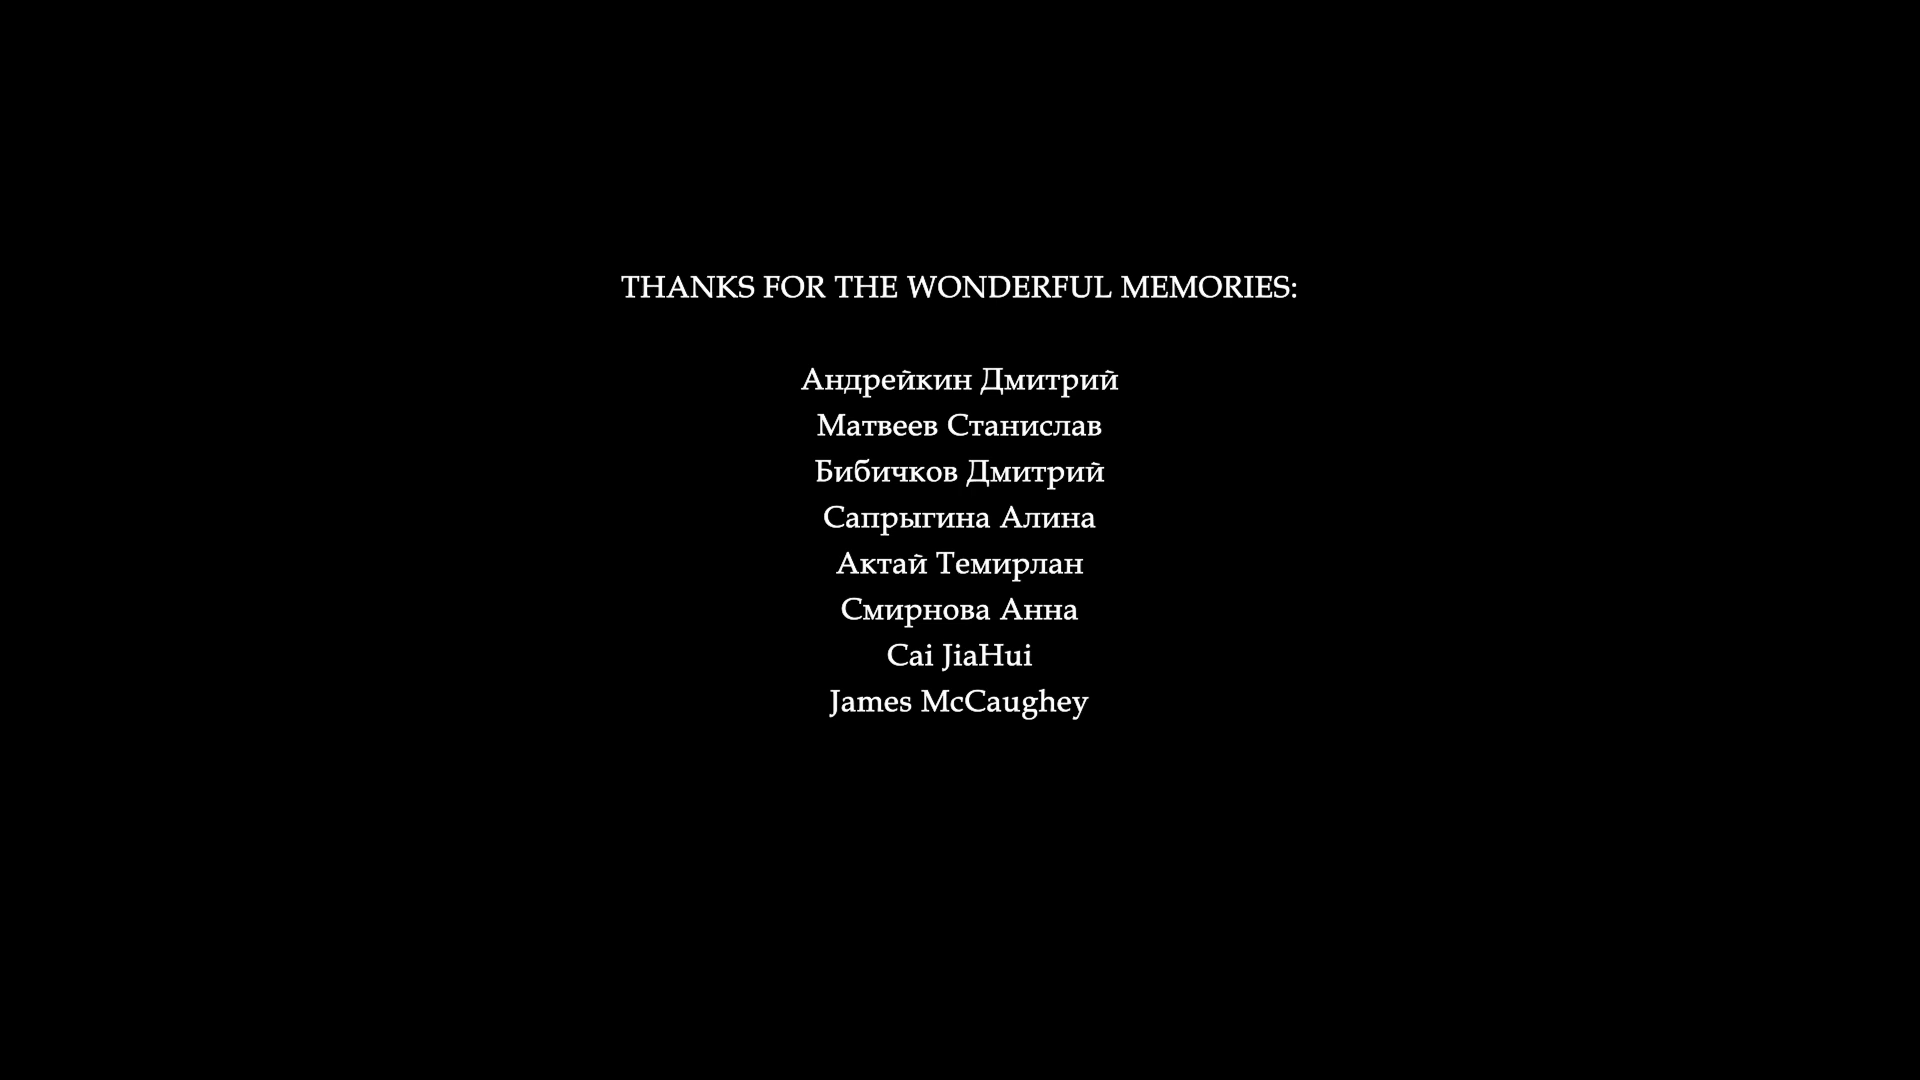 THANKS FOR THE WONDERFUL MEMORIES:
Андрейкин Дмитрий
Матвеев Станислав
Бибичков Дмитрий
Сапрыгина Алина
Актай Темирлан
Смирнова Анна
Cai JiaHui
James McCaughey